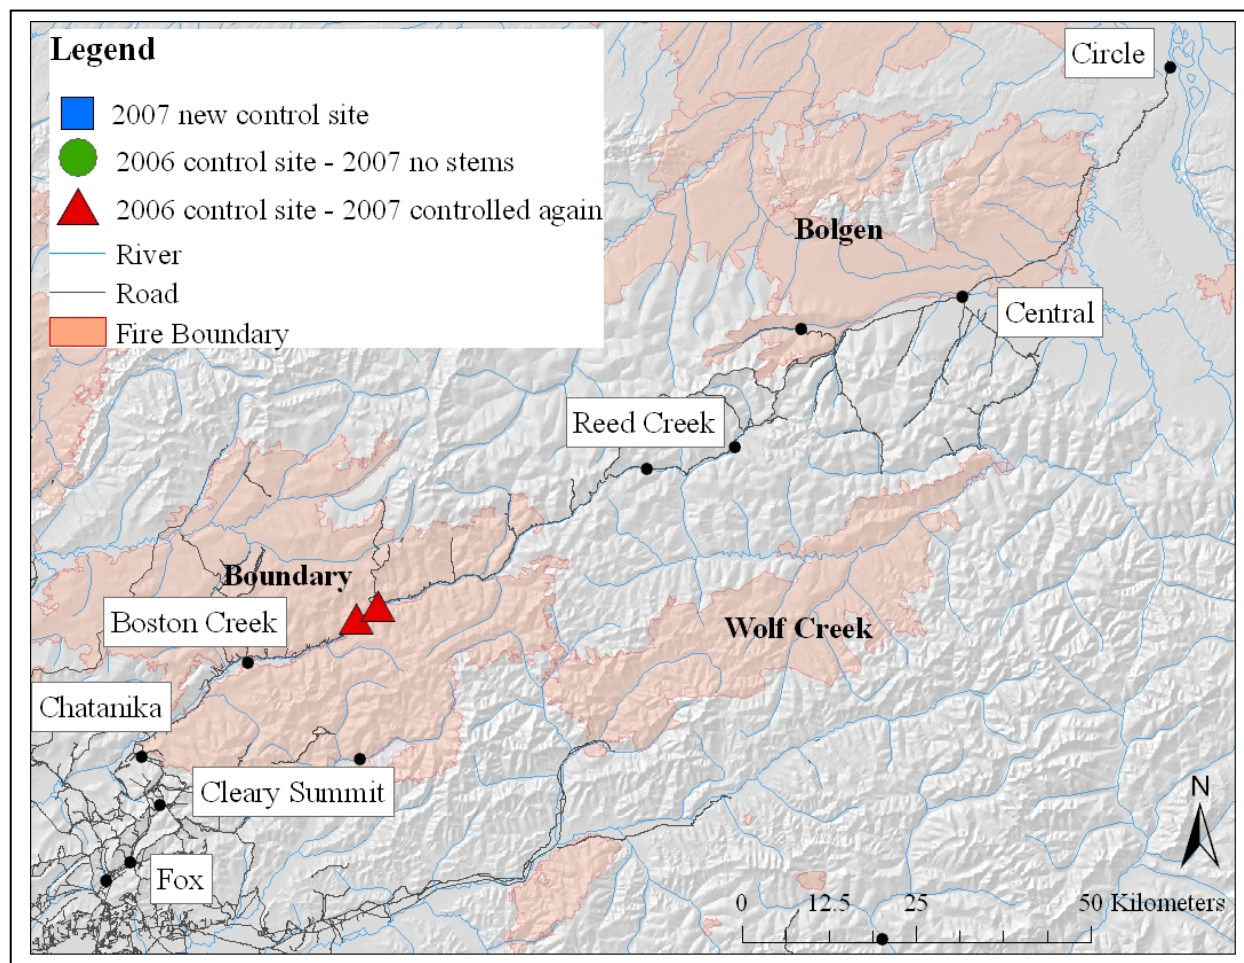 Legend
2007 new control site
2006 control site - 2007 no stems
2006 control site - 2007 controlled again
River
Road
Fire Boundary
Circle
Bolgen
Central
Reed Creek
Boundary
Boston Creek
Wolf Creek
Chatanika
Cleary Summit
Fox
N
0 12.5 25 50 Kilometers